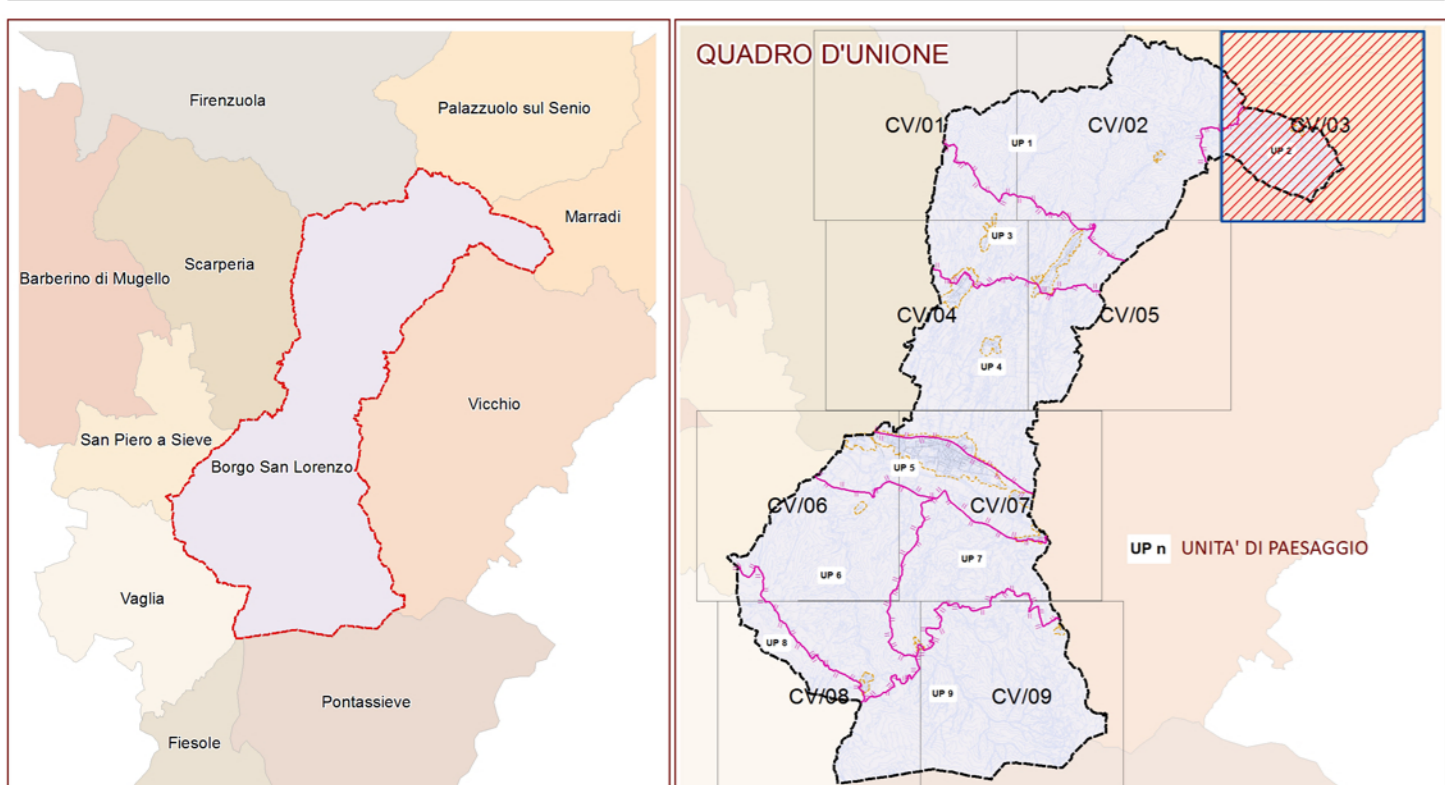 Firenzuola
Palazzuolo sul Senio
Marradi
Scarperia
Barberino di Mugello
Vicchio
San Piero a Sieve
Borgo San Lorenzo
Vaglia
Pontassieve
Fiesole
QUADRO D'UNIONE
CV/01
CV/02
CV/03
UP 1
UP 2
UP 3
CV/04
CV/05
UP 4
UP 5
CV/06
CV/07
UP n UNITA' DI PAESAGGIO
UP 6
UP 7
UP 8
CV/08
UP 9
CV/09